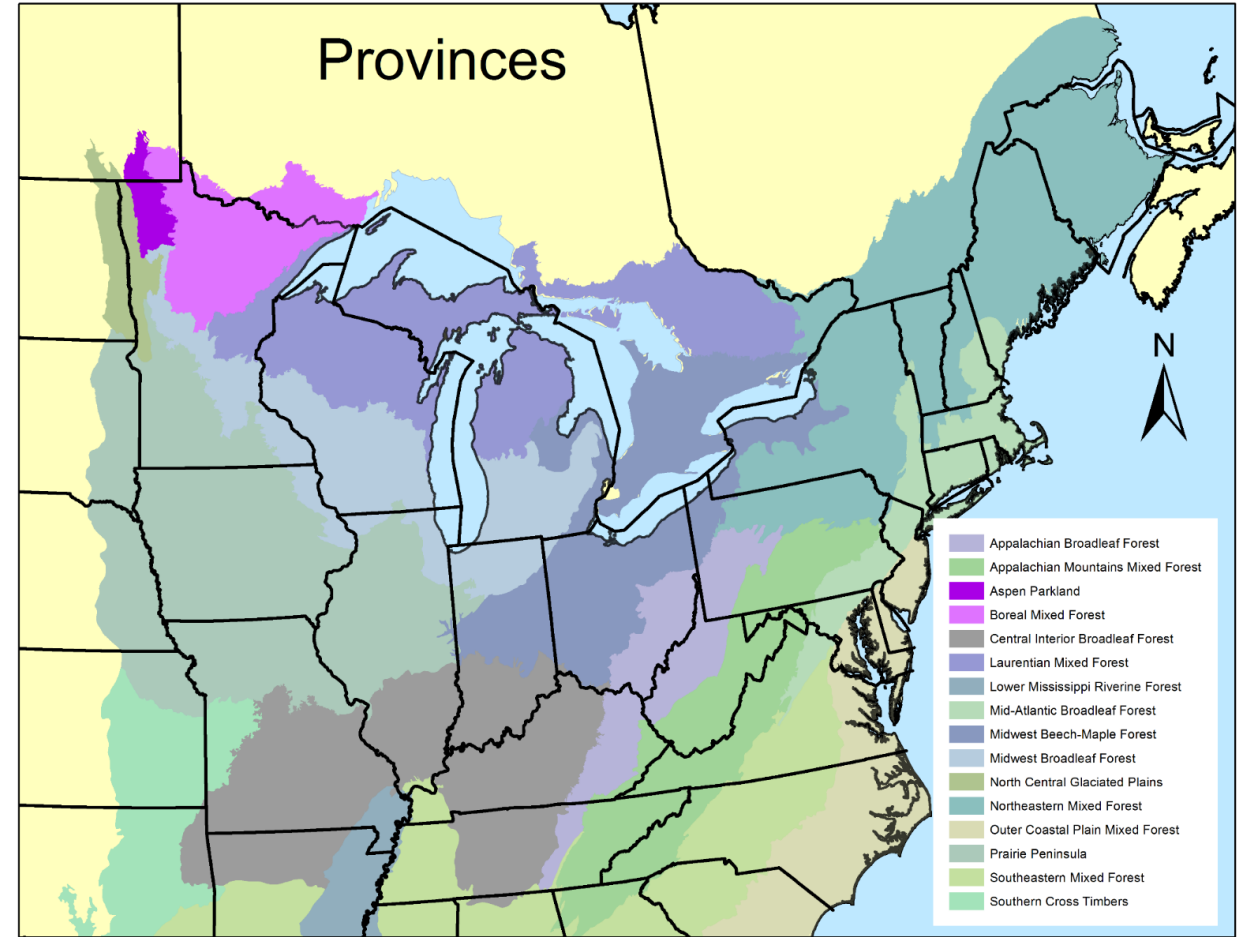 Provinces
N
Appalachian Broadleaf Forest
Appalachian Mountains Mixed Forest
Aspen Parkland
Boreal Mixed Forest
Central Interior Broadleaf Forest
Laurentian Mixed Forest
Lower Mississippi Riverine Forest
Mid-Atlantic Broadleaf Forest
Midwest Beech-Maple Forest
Midwest Broadleaf Forest
North Central Glaciated Plains
Northeastern Mixed Forest
Outer Coastal Plain Mixed Forest
Prairie Peninsula
Southeastern Mixed Forest
Southern Cross Timbers